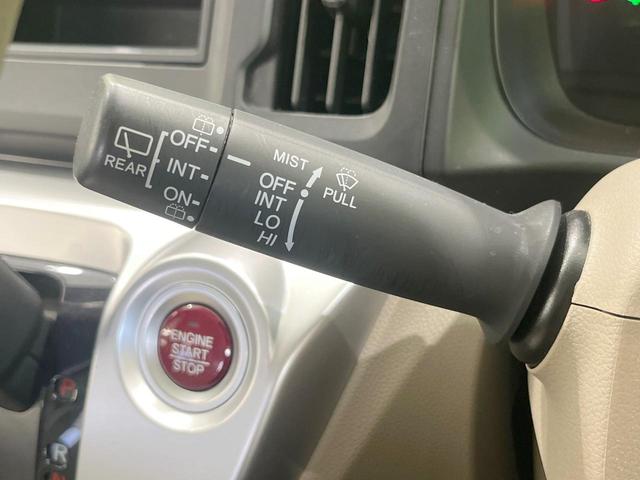 OFF-
REAR
INT-
ON-
MIST
OFF
INT
LO
HI
PULL
ENGINE
START
STOP
P
R
N